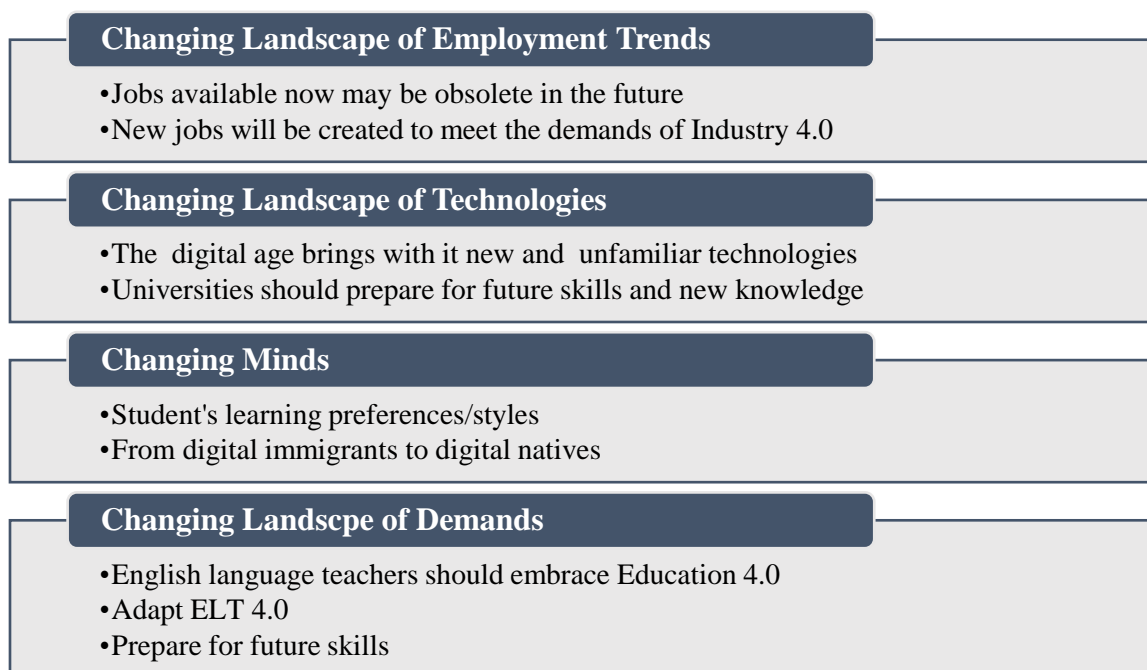 Changing Landscape of Employment Trends
•Jobs available now may be obsolete in the future
•New jobs will be created to meet the demands of Industry 4.0
Changing Landscape of Technologies
•The  digital age brings with it new and  unfamiliar technologies
•Universities should prepare for future skills and new knowledge
Changing Minds
•Student's learning preferences/styles
•From digital immigrants to digital natives
Changing Landscpe of Demands
•English language teachers should embrace Education 4.0
•Adapt ELT 4.0
•Prepare for future skills